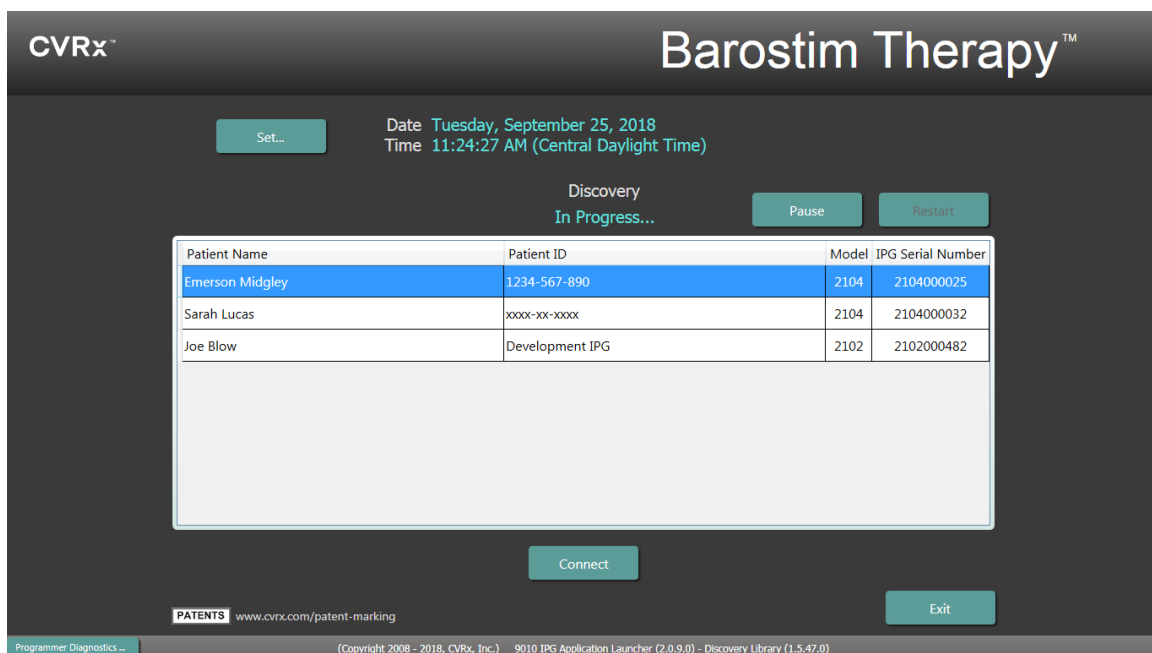 CVRx™
Barostim Therapy™
Set...
Date Tuesday, September 25, 2018
Time 11:24:27 AM (Central Daylight Time)
Discovery
In Progress...
Pause
Restart
Patient Name Patient ID Model IPG Serial Number
Emerson Midgley 1234-567-890 2104 2104000025
Sarah Lucas xxxx-xx-xxxx 2104 2104000032
Joe Blow Development IPG 2102 2102000482
Connect
Exit
PATENTS www.cvrx.com/patent-marking
Programmer Diagnostics ... (Copyright 2008 - 2018, CVRx, Inc.) 9010 IPG Application Launcher (2.0.9.0) - Discovery Library (1.5.47.0)